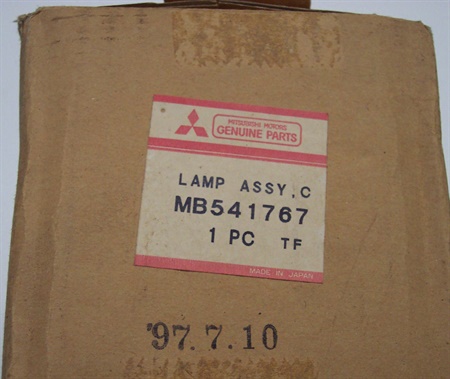 MITSUBISHI MOTORS
GENUINE PARTS
LAMP ASSY, C
MB541767
1 PC TF
MADE IN JAPAN
'97.7.10